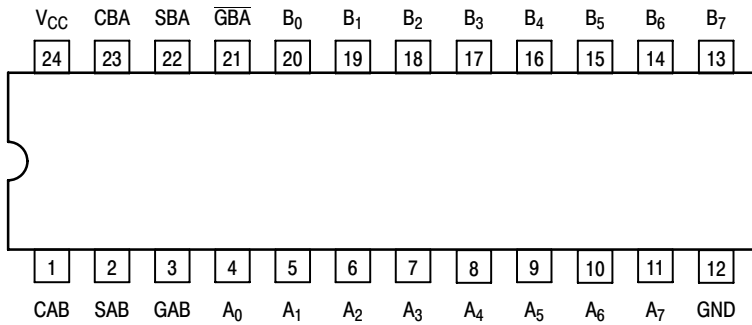 V_CC CBA SBA G̅B̅A̅ B₀ B₁ B₂ B₃ B₄ B₅ B₆ B₇
24 23 22 21 20 19 18 17 16 15 14 13
1 2 3 4 5 6 7 8 9 10 11 12
CAB SAB GAB A₀ A₁ A₂ A₃ A₄ A₅ A₆ A₇ GND